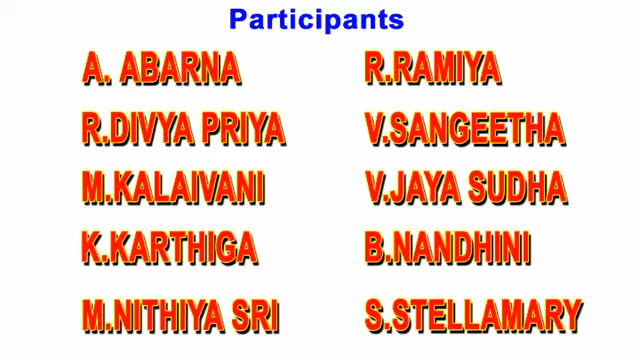 Participants
A. ABARNA
R.DIVYA PRIYA
M.KALAIVANI
K.KARTHIGA
M.NITHIYA SRI
R.RAMIYA
V.SANGEETHA
V.JAYA SUDHA
B.NANDHINI
S.STELLAMARY